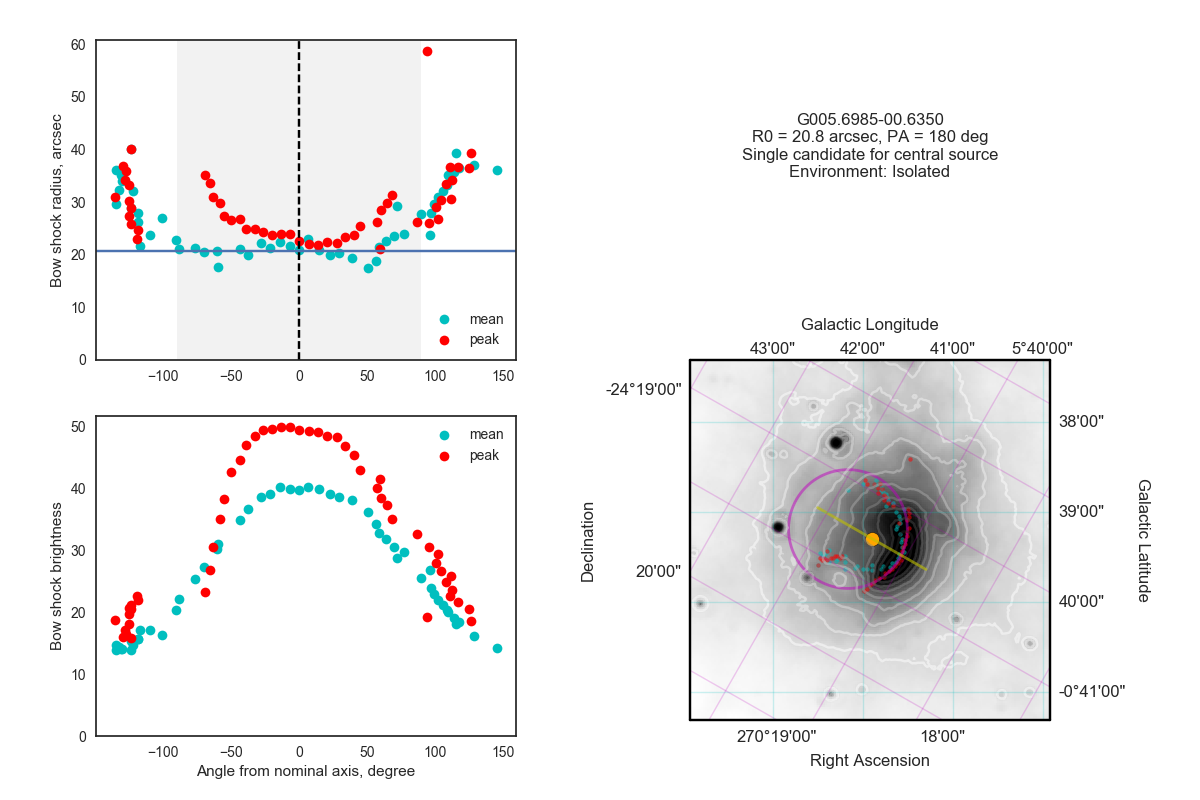 60
50
40
30
20
10
0
Bow shock radius, arcsec
−100
−50
0
50
100
150
mean
peak
50
40
30
20
10
0
Bow shock brightness
mean
peak
−100
−50
0
50
100
150
Angle from nominal axis, degree
G005.6985-00.6350
R0 = 20.8 arcsec, PA = 180 deg
Single candidate for central source
Environment: Isolated
Galactic Longitude
43'00" 42'00" 41'00" 5°40'00"
-24°19'00"
20'00"
Declination
38'00"
39'00"
40'00"
-0°41'00"
Galactic Latitude
270°19'00" 18'00"
Right Ascension